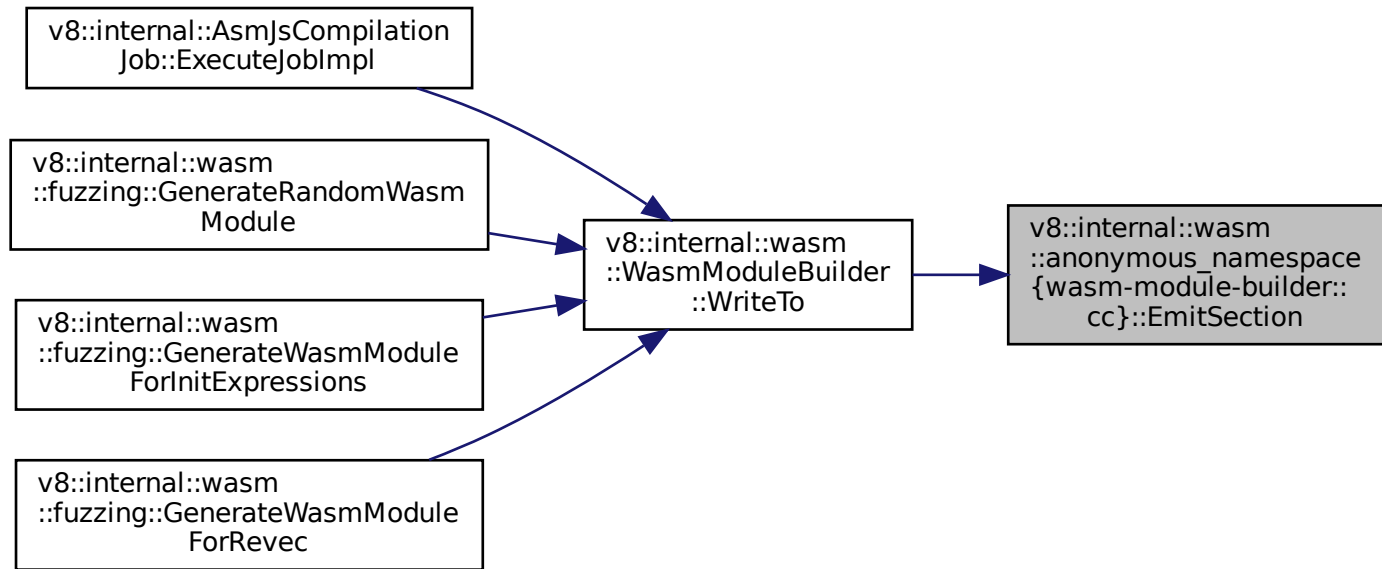 v8::internal::AsmJsCompilation
Job::ExecuteJobImpl
v8::internal::wasm
::fuzzing::GenerateRandomWasm
Module
v8::internal::wasm
::fuzzing::GenerateWasmModule
ForInitExpressions
v8::internal::wasm
::fuzzing::GenerateWasmModule
ForRevec
v8::internal::wasm
::WasmModuleBuilder
::WriteTo
v8::internal::wasm
::anonymous_namespace
{wasm-module-builder::
cc}::EmitSection